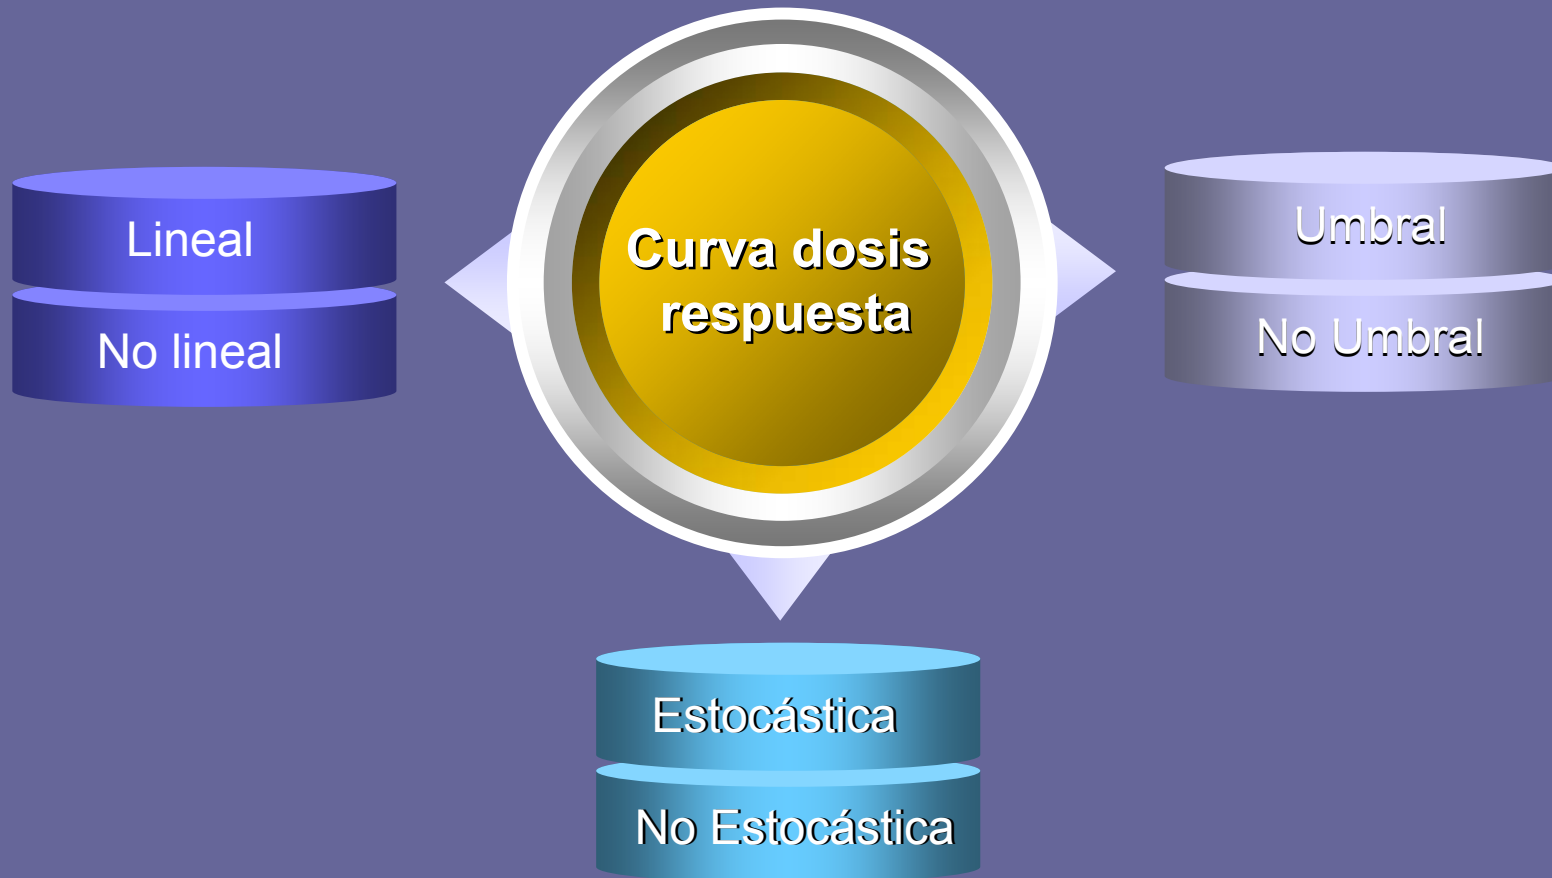 Curva dosis
respuesta
Lineal
No lineal
Umbral
No Umbral
Estocástica
No Estocástica